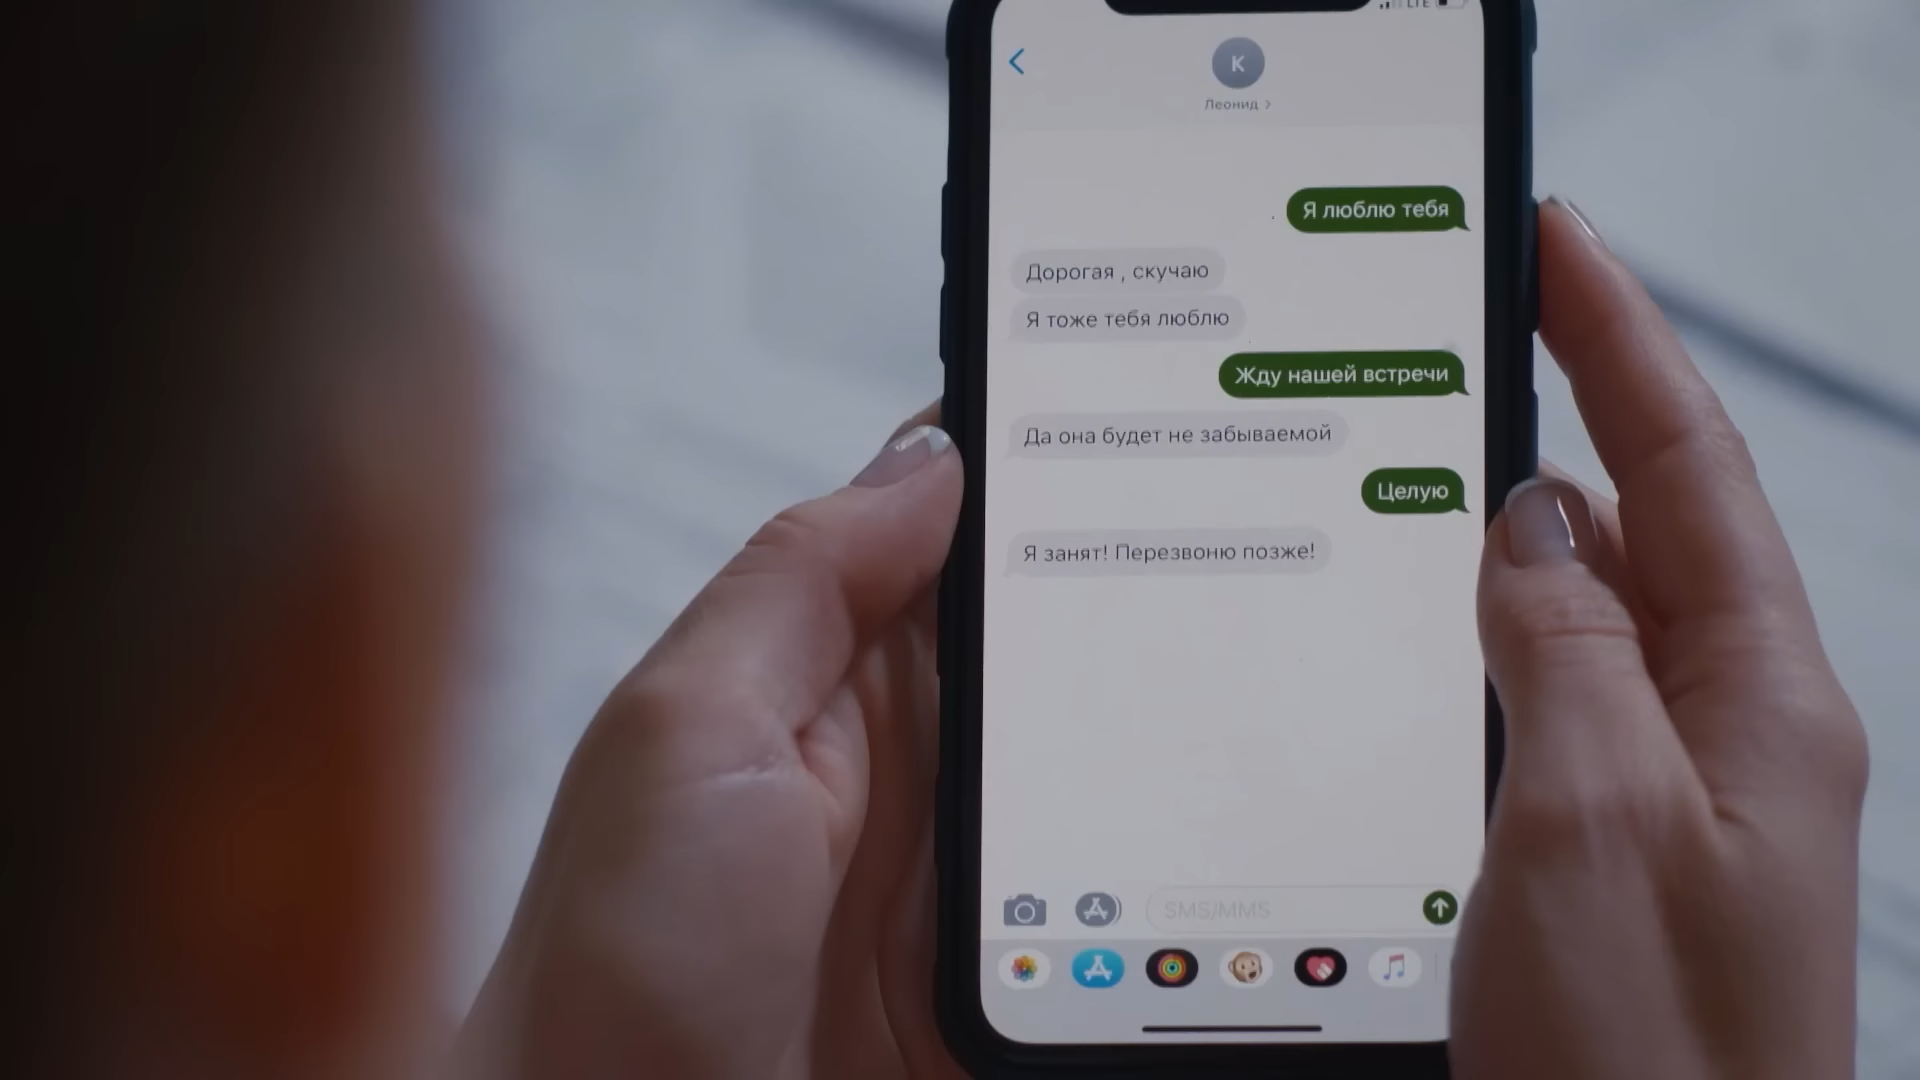 LTE
K
Леонид >
Я люблю тебя
Дорогая , скучаю
Я тоже тебя люблю
Жду нашей встречи
Да она будет не забываемой
Целую
Я занят! Перезвоню позже!
SMS/MMS